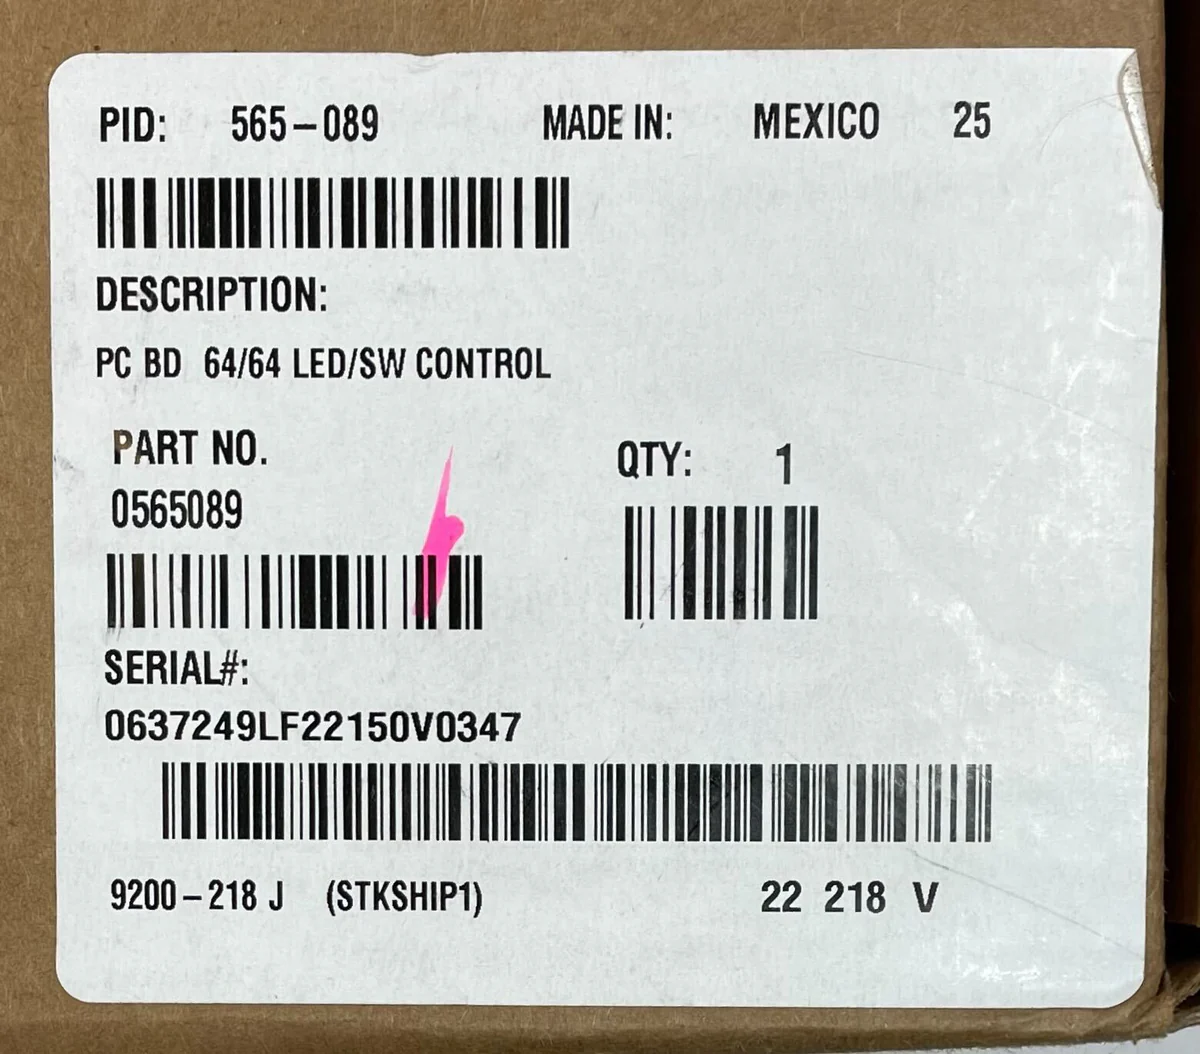 PID: 565-089 MADE IN: MEXICO 25
DESCRIPTION:
PC BD 64/64 LED/SW CONTROL
PART NO.
0565089
QTY: 1
SERIAL#:
0637249LF22150V0347
9200-218 J (STKSHIP1) 22 218 V